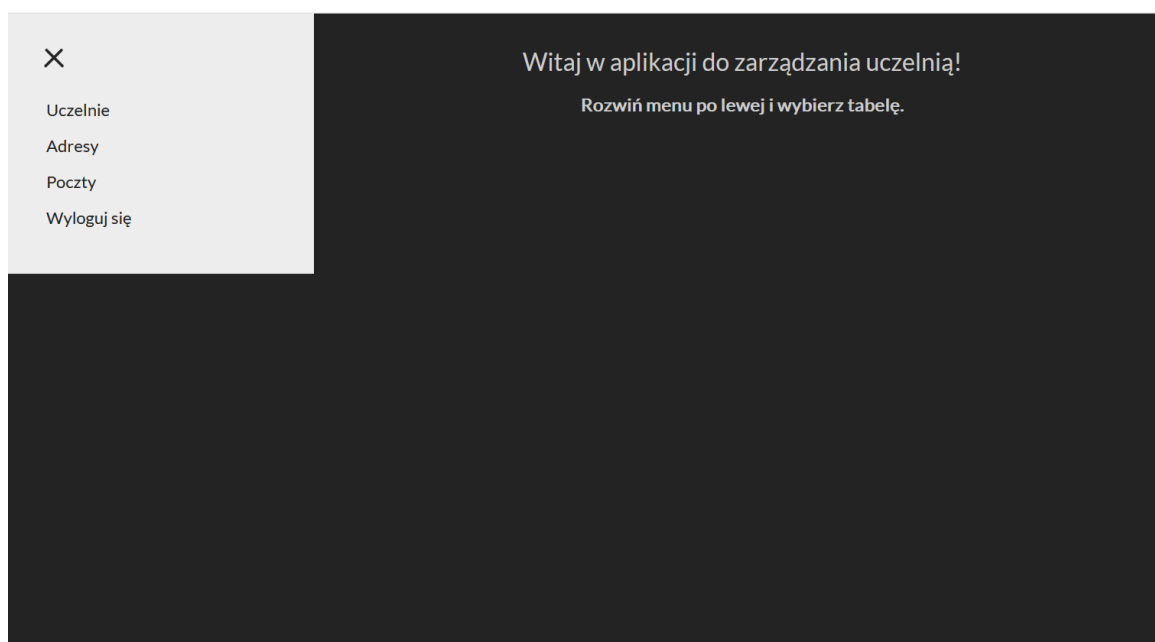 Witaj w aplikacji do zarządzania uczelnią!
Rozwiń menu po lewej i wybierz tabelę.
Uczelnie
Adresy
Poczty
Wyloguj się